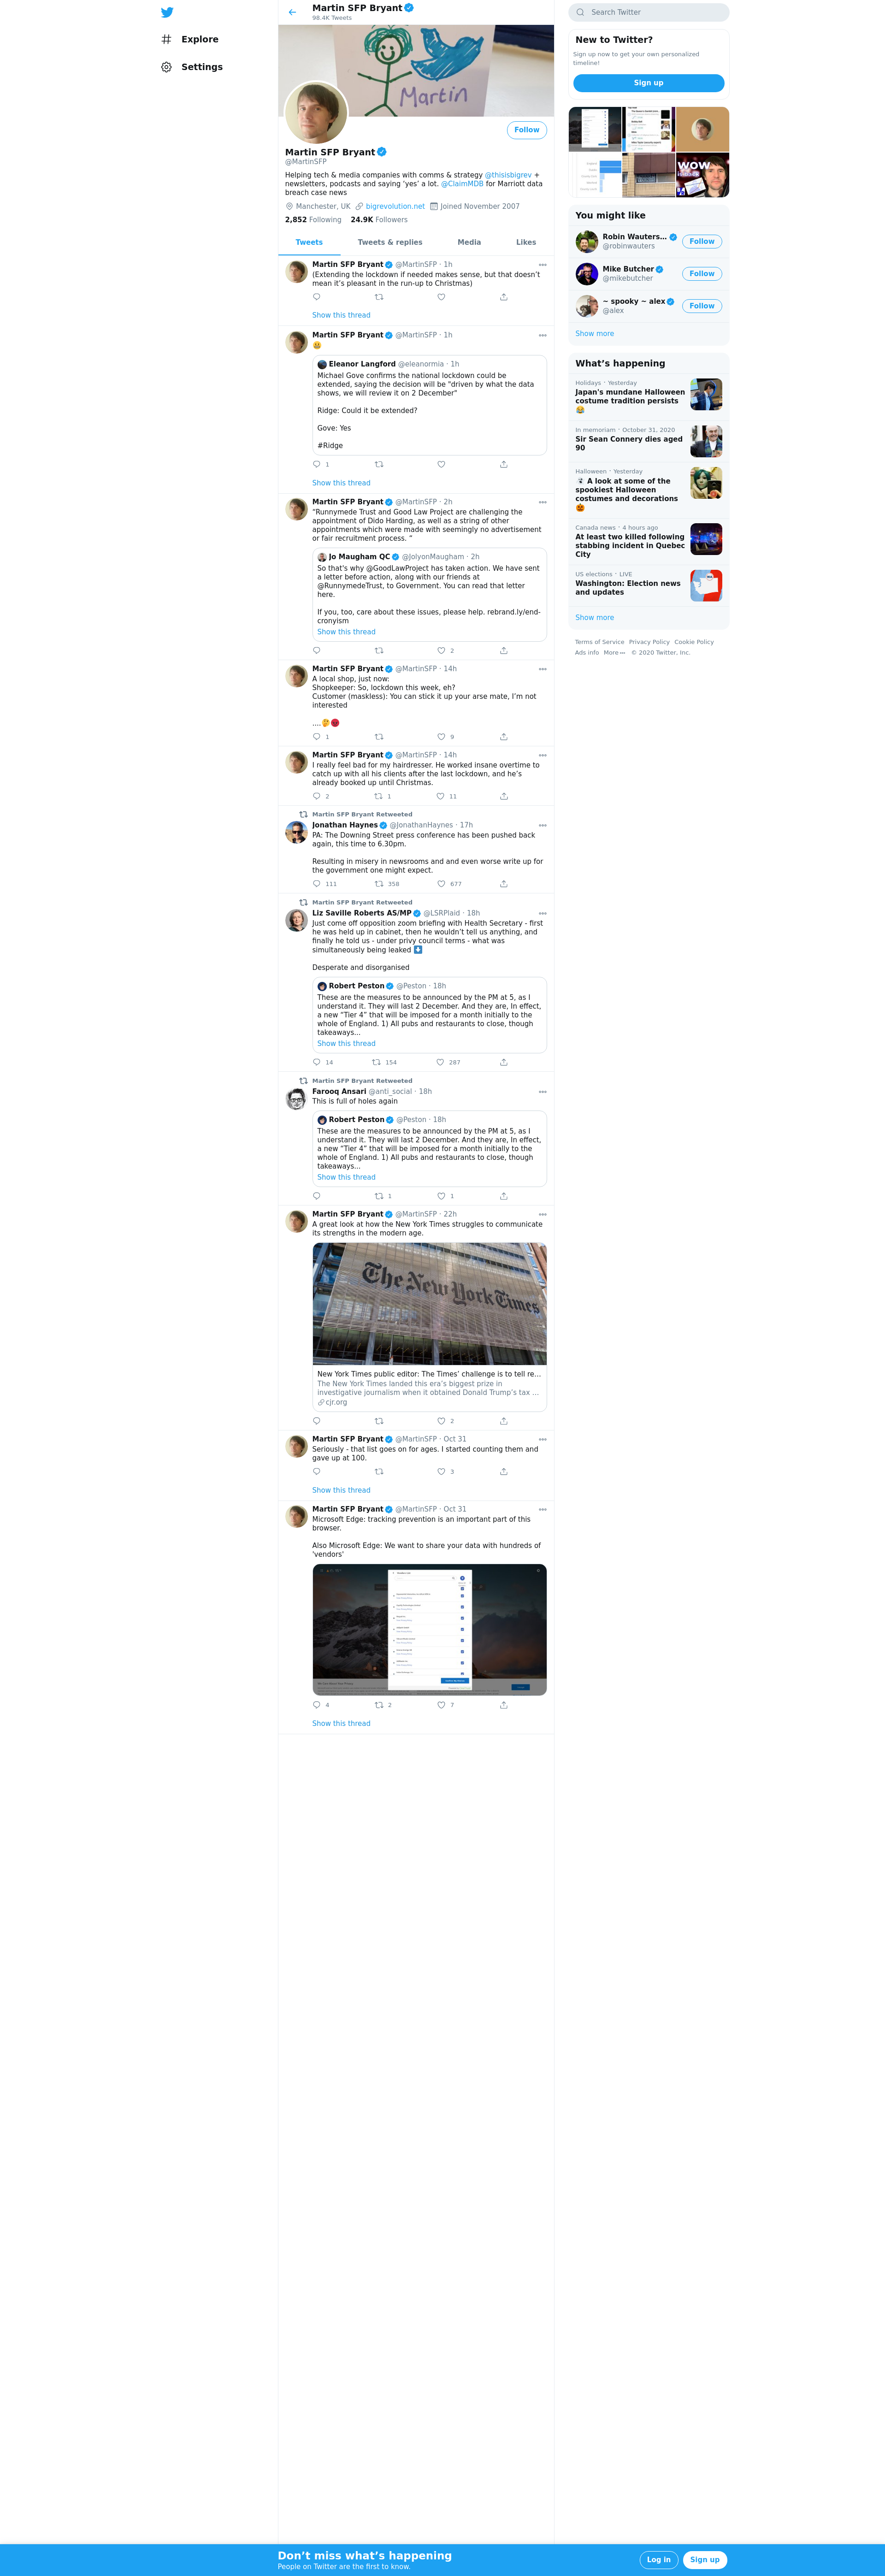 Explore
Settings
Martin SFP Bryant
98.4K Tweets
Martin
Follow
Martin SFP Bryant
@MartinSFP
Helping tech & media companies with comms & strategy @thisisbigrev +
newsletters, podcasts and saying ‘yes’ a lot. @ClaimMDB for Marriott data
breach case news
Manchester, UK bigrevolution.net Joined November 2007
2,852 Following 24.9K Followers
Tweets Tweets & replies Media Likes
Martin SFP Bryant @MartinSFP · 1h
(Extending the lockdown if needed makes sense, but that doesn’t
mean it’s pleasant in the run-up to Christmas)
Show this thread
Martin SFP Bryant @MartinSFP · 1h
Eleanor Langford @eleanormia · 1h
Michael Gove confirms the national lockdown could be
extended, saying the decision will be "driven by what the data
shows, we will review it on 2 December"
Ridge: Could it be extended?
Gove: Yes
#Ridge
1
Show this thread
Martin SFP Bryant @MartinSFP · 2h
“Runnymede Trust and Good Law Project are challenging the
appointment of Dido Harding, as well as a string of other
appointments which were made with seemingly no advertisement
or fair recruitment process. ”
Jo Maugham QC @JolyonMaugham · 2h
So that's why @GoodLawProject has taken action. We have sent
a letter before action, along with our friends at
@RunnymedeTrust, to Government. You can read that letter
here.
If you, too, care about these issues, please help. rebrand.ly/end-
cronyism
Show this thread
2
Martin SFP Bryant @MartinSFP · 14h
A local shop, just now:
Shopkeeper: So, lockdown this week, eh?
Customer (maskless): You can stick it up your arse mate, I’m not
interested
....
1 9
Martin SFP Bryant @MartinSFP · 14h
I really feel bad for my hairdresser. He worked insane overtime to
catch up with all his clients after the last lockdown, and he’s
already booked up until Christmas.
2 1 11
Martin SFP Bryant Retweeted
Jonathan Haynes @JonathanHaynes · 17h
PA: The Downing Street press conference has been pushed back
again, this time to 6.30pm.
Resulting in misery in newsrooms and and even worse write up for
the government one might expect.
111 358 677
Martin SFP Bryant Retweeted
Liz Saville Roberts AS/MP @LSRPlaid · 18h
Just come off opposition zoom briefing with Health Secretary - first
he was held up in cabinet, then he wouldn’t tell us anything, and
finally he told us - under privy council terms - what was
simultaneously being leaked
Desperate and disorganised
Robert Peston @Peston · 18h
These are the measures to be announced by the PM at 5, as I
understand it. They will last 2 December. And they are, In effect,
a new “Tier 4” that will be imposed for a month initially to the
whole of England. 1) All pubs and restaurants to close, though
takeaways...
Show this thread
14 154 287
Martin SFP Bryant Retweeted
Farooq Ansari @anti_social · 18h
This is full of holes again
Robert Peston @Peston · 18h
These are the measures to be announced by the PM at 5, as I
understand it. They will last 2 December. And they are, In effect,
a new “Tier 4” that will be imposed for a month initially to the
whole of England. 1) All pubs and restaurants to close, though
takeaways...
Show this thread
1 1
Martin SFP Bryant @MartinSFP · 22h
A great look at how the New York Times struggles to communicate
its strengths in the modern age.
The New York Times
New York Times public editor: The Times’ challenge is to tell re...
The New York Times landed this era’s biggest prize in
investigative journalism when it obtained Donald Trump’s tax ...
cjr.org
2
Martin SFP Bryant @MartinSFP · Oct 31
Seriously - that list goes on for ages. I started counting them and
gave up at 100.
3
Show this thread
Martin SFP Bryant @MartinSFP · Oct 31
Microsoft Edge: tracking prevention is an important part of this
browser.
Also Microsoft Edge: We want to share your data with hundreds of
'vendors'
4 2 7
Show this thread
Search Twitter
New to Twitter?
Sign up now to get your own personalized
timeline!
Sign up
WOW
You might like
Robin Wauters...
@robinwauters
Follow
Mike Butcher
@mikebutcher
Follow
~ spooky ~ alex
@alex
Follow
Show more
What’s happening
Holidays · Yesterday
Japan's mundane Halloween
costume tradition persists
In memoriam · October 31, 2020
Sir Sean Connery dies aged
90
Halloween · Yesterday
A look at some of the
spookiest Halloween
costumes and decorations
Canada news · 4 hours ago
At least two killed following
stabbing incident in Quebec
City
US elections · LIVE
Washington: Election news
and updates
Show more
Terms of Service Privacy Policy Cookie Policy
Ads info More © 2020 Twitter, Inc.
Don’t miss what’s happening
People on Twitter are the first to know.
Log in
Sign up